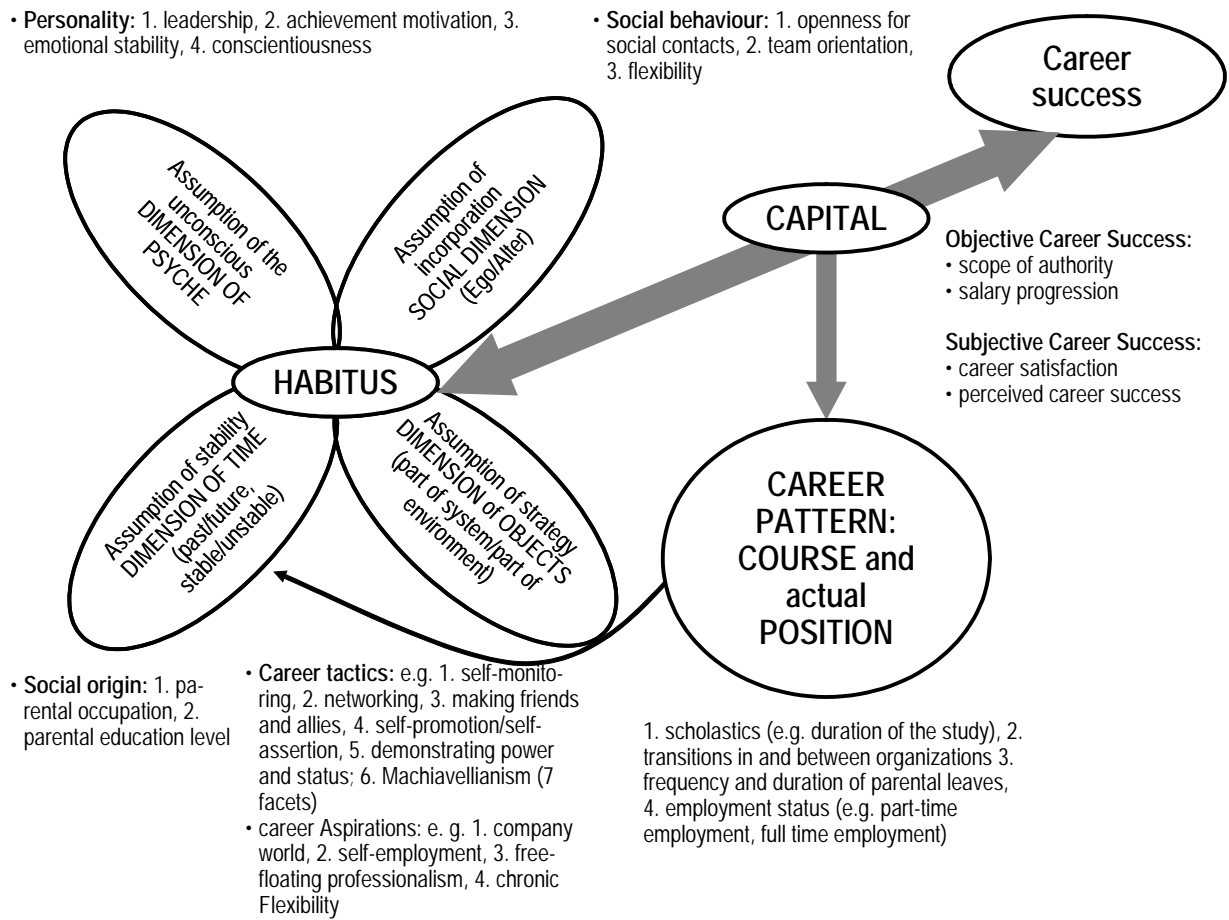 • Personality: 1. leadership, 2. achievement motivation, 3.
emotional stability, 4. conscientiousness
• Social behaviour: 1. openness for
social contacts, 2. team orientation,
3. flexibility
Career
success
Assumption of the
unconscious
DIMENSION OF
PSYCHE
Assumption of
incorporation
SOCIAL DIMENSION
(Ego/Alter)
CAPITAL
Objective Career Success:
• scope of authority
• salary progression
Subjective Career Success:
• career satisfaction
• perceived career success
HABITUS
Assumption of stability
DIMENSION OF TIME
(past/future,
stable/unstable)
Assumption of strategy
DIMENSION of OBJECTS
(part of system/part of
environment)
CAREER
PATTERN:
COURSE and
actual
POSITION
• Social origin: 1. pa-
rental occupation, 2.
parental education level
• Career tactics: e.g. 1. self-monito-
ring, 2. networking, 3. making friends
and allies, 4. self-promotion/self-
assertion, 5. demonstrating power
and status; 6. Machiavellianism (7
facets)
• career Aspirations: e. g. 1. company
world, 2. self-employment, 3. free-
floating professionalism, 4. chronic
Flexibility
1. scholastics (e.g. duration of the study), 2.
transitions in and between organizations 3.
frequency and duration of parental leaves,
4. employment status (e.g. part-time
employment, full time employment)